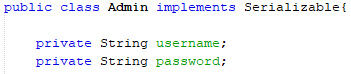 public class Admin implements Serializable{
private String username;
private String password;